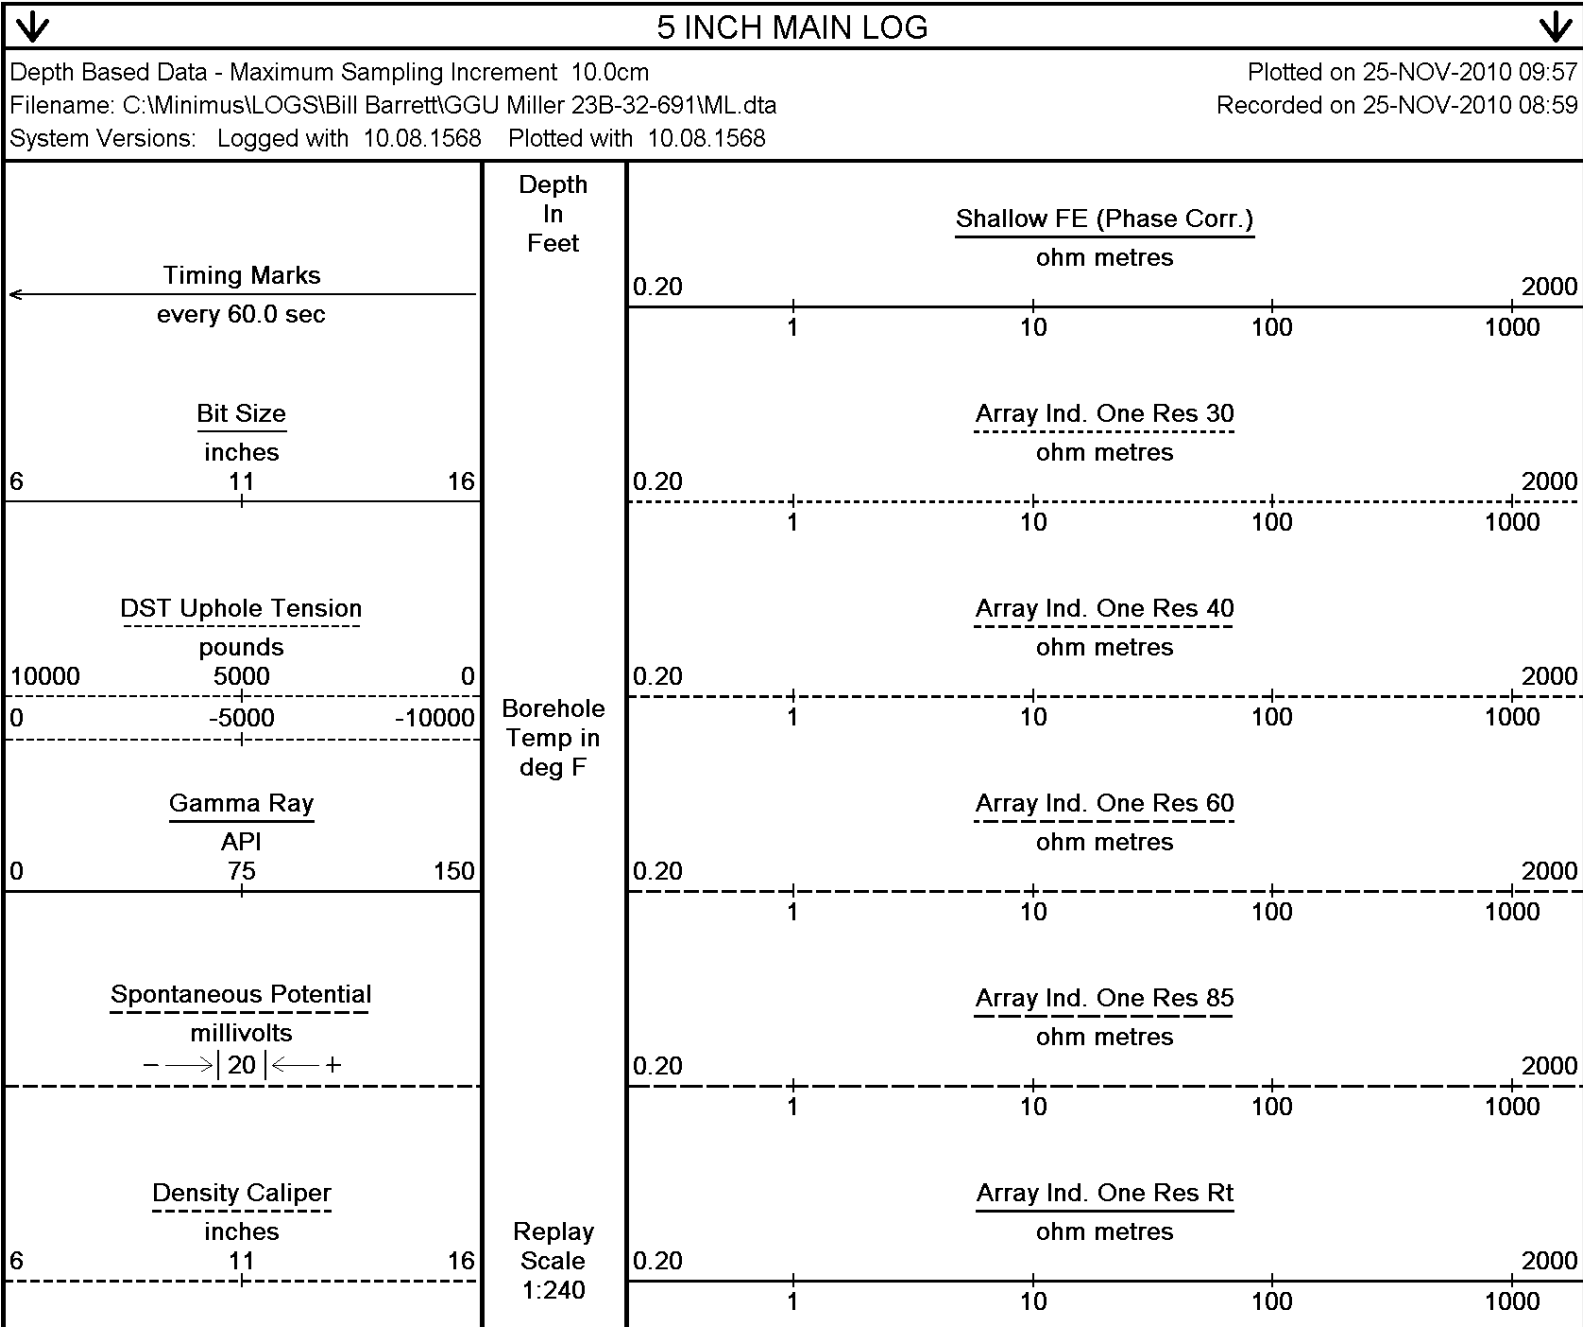 5 INCH MAIN LOG
Depth Based Data - Maximum Sampling Increment 10.0cm
Plotted on 25-NOV-2010 09:57
Filename: C:\Minimus\LOGS\Bill Barrett\GGU Miller 23B-32-691\ML.dta
Recorded on 25-NOV-2010 08:59
System Versions: Logged with 10.08.1568 Plotted with 10.08.1568
Timing Marks
every 60.0 sec
Bit Size
inches
6 11 16
DST Uphole Tension
pounds
10000 5000 0
0 -5000 -10000
Gamma Ray
API
0 75 150
Spontaneous Potential
millivolts
− 20 +
Density Caliper
inches
6 11 16
Depth
In
Feet
Borehole
Temp in
deg F
Replay
Scale
1:240
Shallow FE (Phase Corr.)
ohm metres
0.20 2000
1 10 100 1000
Array Ind. One Res 30
ohm metres
0.20 2000
1 10 100 1000
Array Ind. One Res 40
ohm metres
0.20 2000
1 10 100 1000
Array Ind. One Res 60
ohm metres
0.20 2000
1 10 100 1000
Array Ind. One Res 85
ohm metres
0.20 2000
1 10 100 1000
Array Ind. One Res Rt
ohm metres
0.20 2000
1 10 100 1000